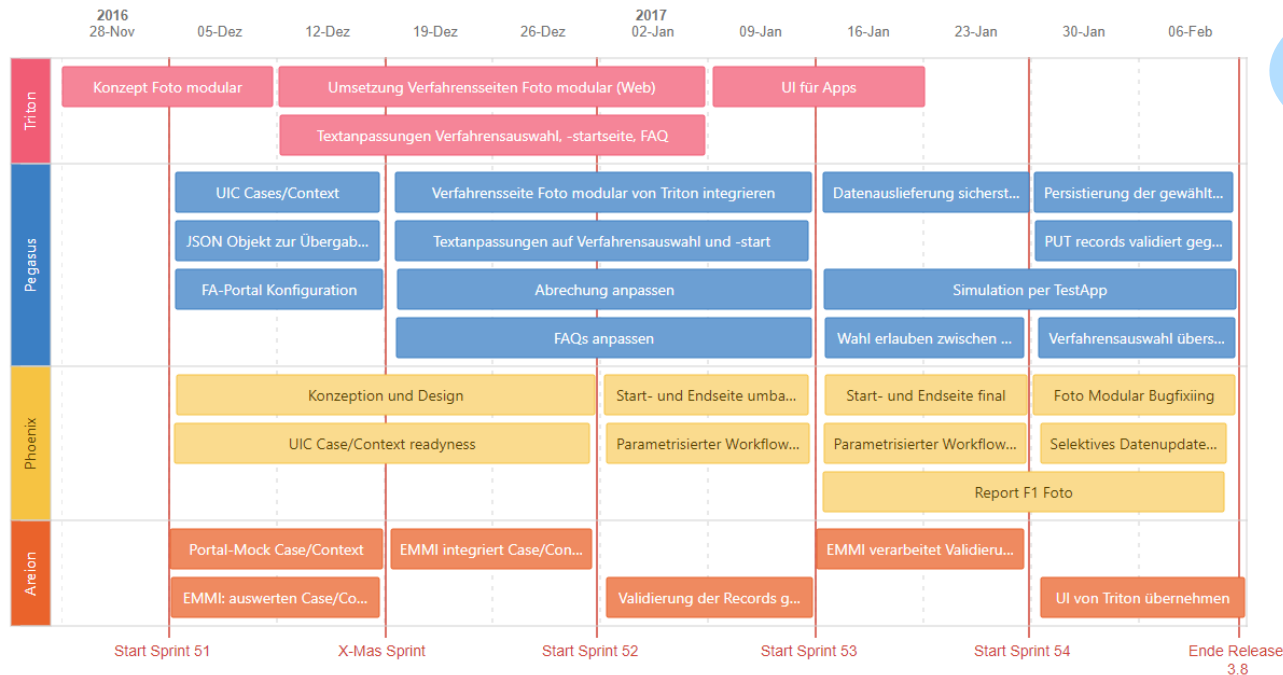 2016
2017
28-Nov 05-Dez 12-Dez 19-Dez 26-Dez 02-Jan 09-Jan 16-Jan 23-Jan 30-Jan 06-Feb
Triton
Konzept Foto modular
Umsetzung Verfahrensseiten Foto modular (Web)
UI für Apps
Textanpassungen Verfahrensauswahl, -startseite, FAQ
Pegasus
UIC Cases/Context
Verfahrensseite Foto modular von Triton integrieren
Datenauslieferung sicherst...
Persistierung der gewählt...
JSON Objekt zur Übergab...
Textanpassungen auf Verfahrensauswahl und -start
PUT records validiert geg...
FA-Portal Konfiguration
Abrechung anpassen
Simulation per TestApp
FAQs anpassen
Wahl erlauben zwischen ...
Verfahrensauswahl übers...
Phoenix
Konzeption und Design
Start- und Endseite umba...
Start- und Endseite final
Foto Modular Bugfixiing
UIC Case/Context readyness
Parametrisierter Workflow...
Parametrisierter Workflow...
Selektives Datenupdate...
Report F1 Foto
Areion
Portal-Mock Case/Context
EMMI integriert Case/Con...
EMMI verarbeitet Validieru...
EMMI: auswerten Case/Co...
Validierung der Records g...
UI von Triton übernehmen
Start Sprint 51
X-Mas Sprint
Start Sprint 52
Start Sprint 53
Start Sprint 54
Ende Release
3.8